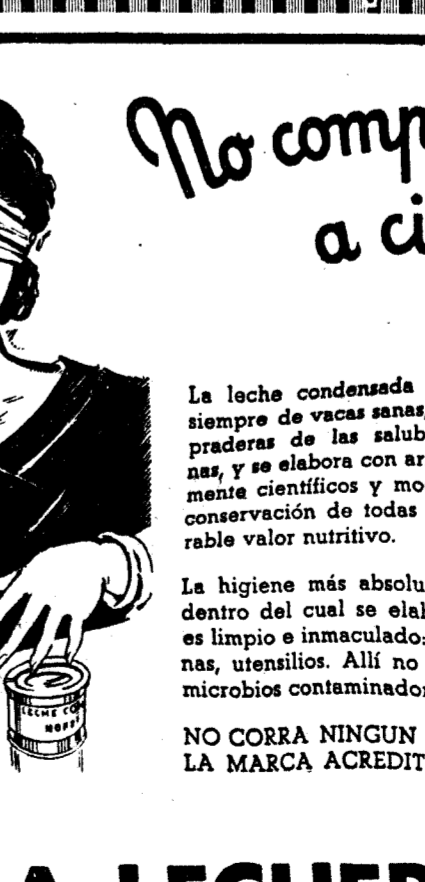 No comp
a ci
La leche condensada
siempre de vacas sanas,
praderas de las salub
nas, y se elabora con ar
mente científicos y mo
conservación de todas
rable valor nutritivo.
La higiene más absolu
dentro del cual se elab
es limpio e inmaculado:
nas, utensilios. Allí no
microbios contaminador
LECHE CO
NO CORRA NINGUN
LA MARCA ACREDIT
A LECHER